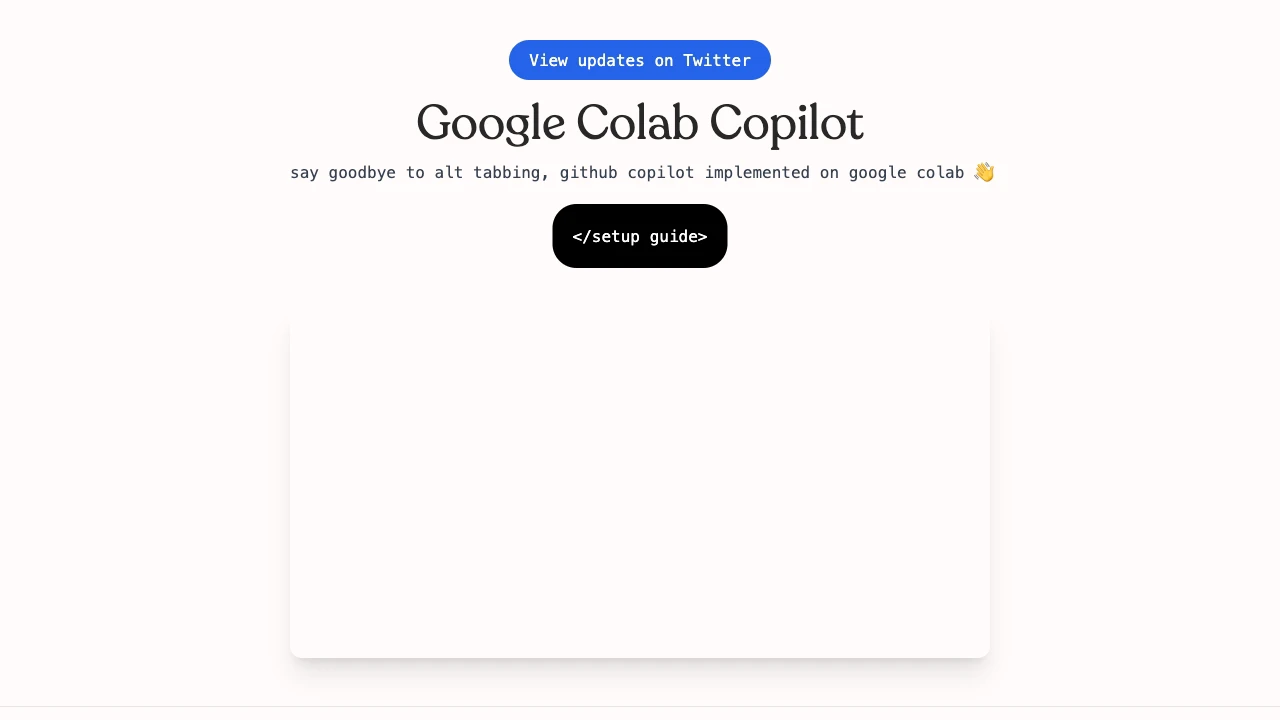 View updates on Twitter
Google Colab Copilot
say goodbye to alt tabbing, github copilot implemented on google colab 👋
</setup guide>